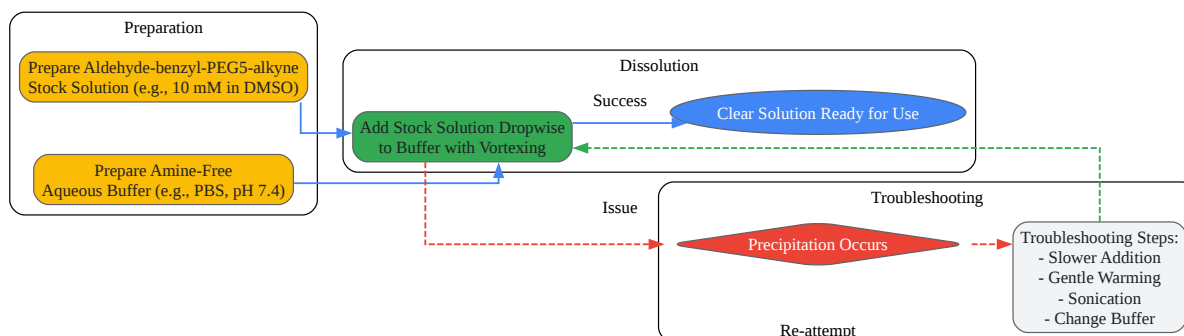 Preparation
Prepare Aldehyde-benzyl-PEG5-alkyne
Stock Solution (e.g., 10 mM in DMSO)
Prepare Amine-Free
Aqueous Buffer (e.g., PBS, pH 7.4)
Dissolution
Add Stock Solution Dropwise
to Buffer with Vortexing
Success
Clear Solution Ready for Use
Issue
Troubleshooting
Precipitation Occurs
Troubleshooting Steps:
- Slower Addition
- Gentle Warming
- Sonication
- Change Buffer
Re-attempt